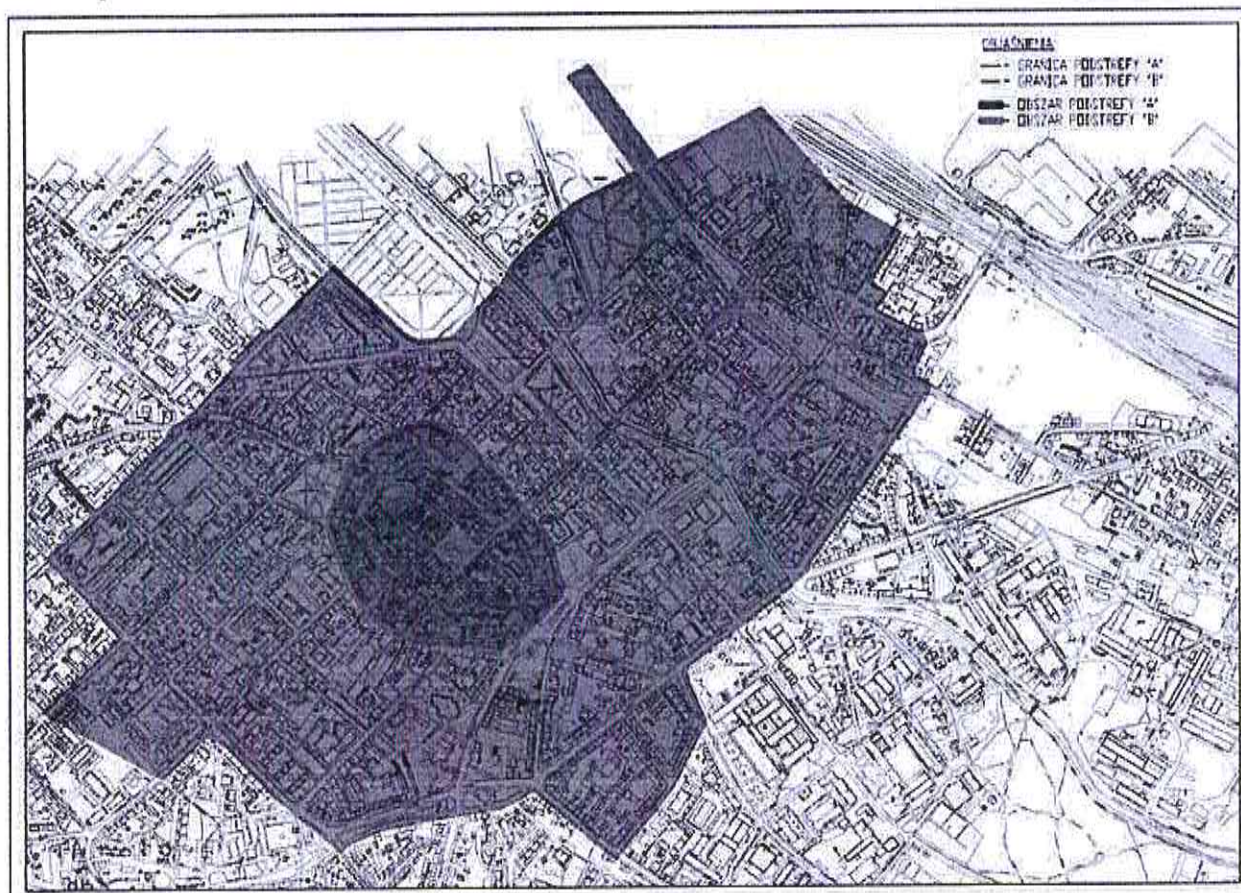 OBJAŚNIENIA
GRANICA PODSTREFY "A"
GRANICA PODSTREFY "B"
OBSZAR PODSTREFY "A"
OBSZAR PODSTREFY "B"